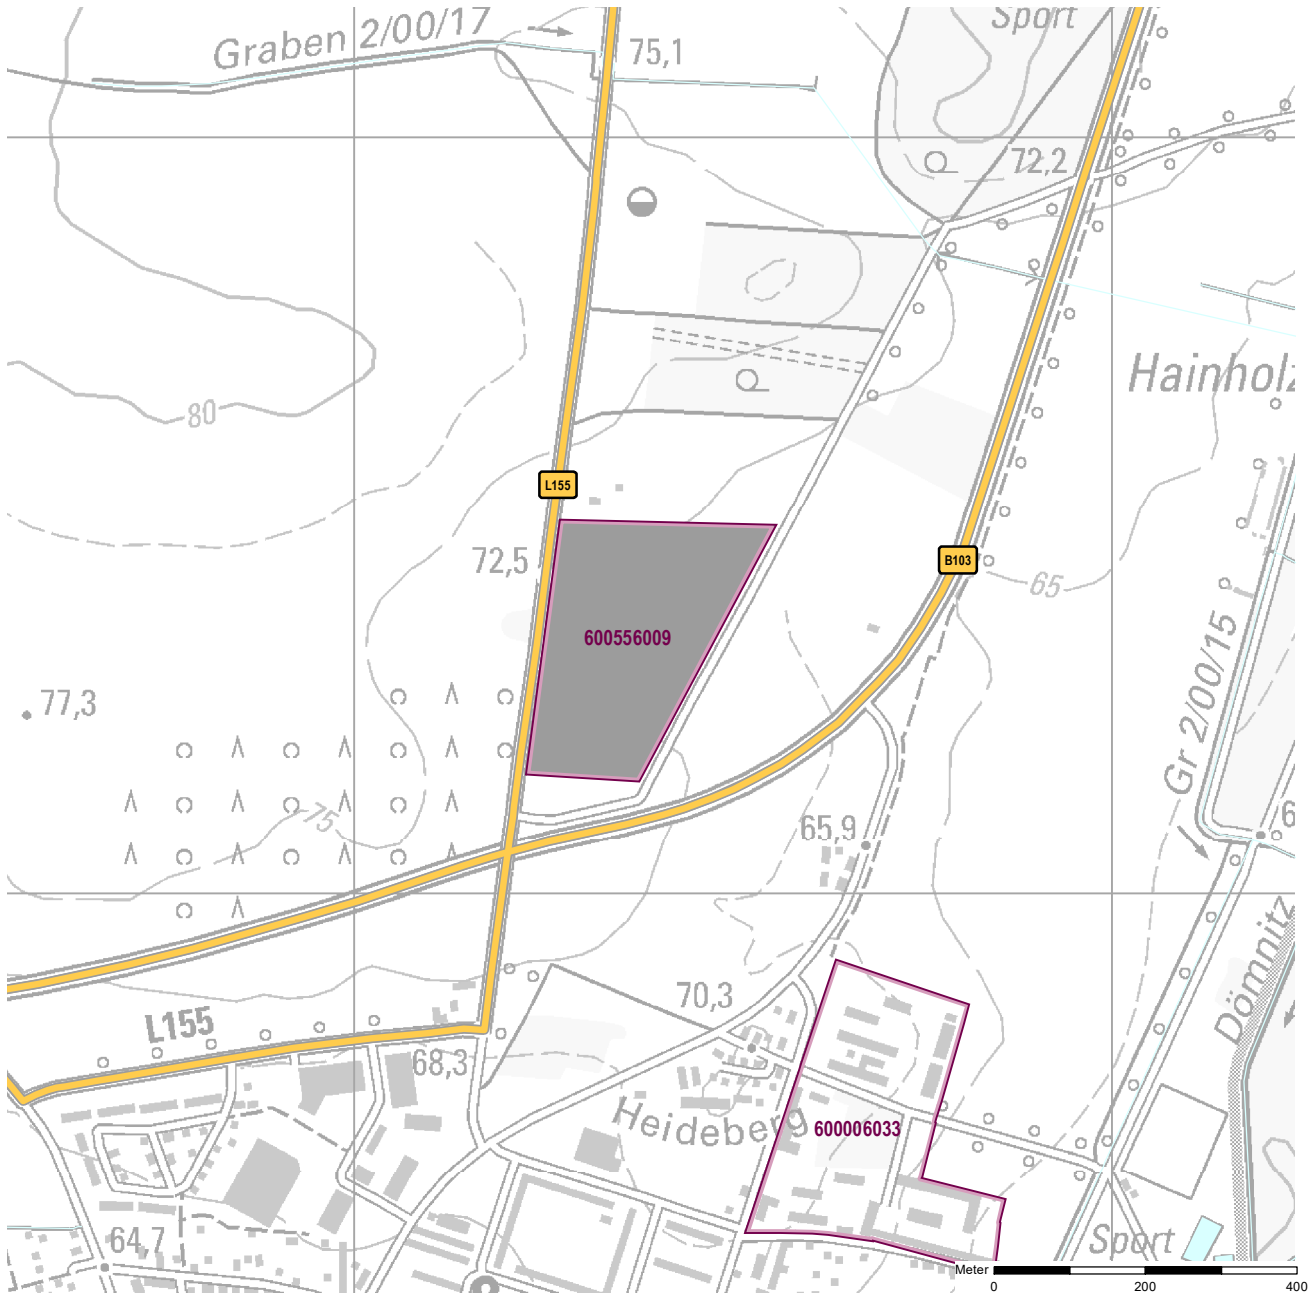 Sport
Graben 2/00/17
75,1
72,2
Hainholz
80
L155
72,5
B103
65
600556009
Gr 2/00/15
77,3
75
65,9
6
Dömnitz
70,3
L155
68,3
Heideberg
600006033
64,7
Sport
Meter
0
200
400